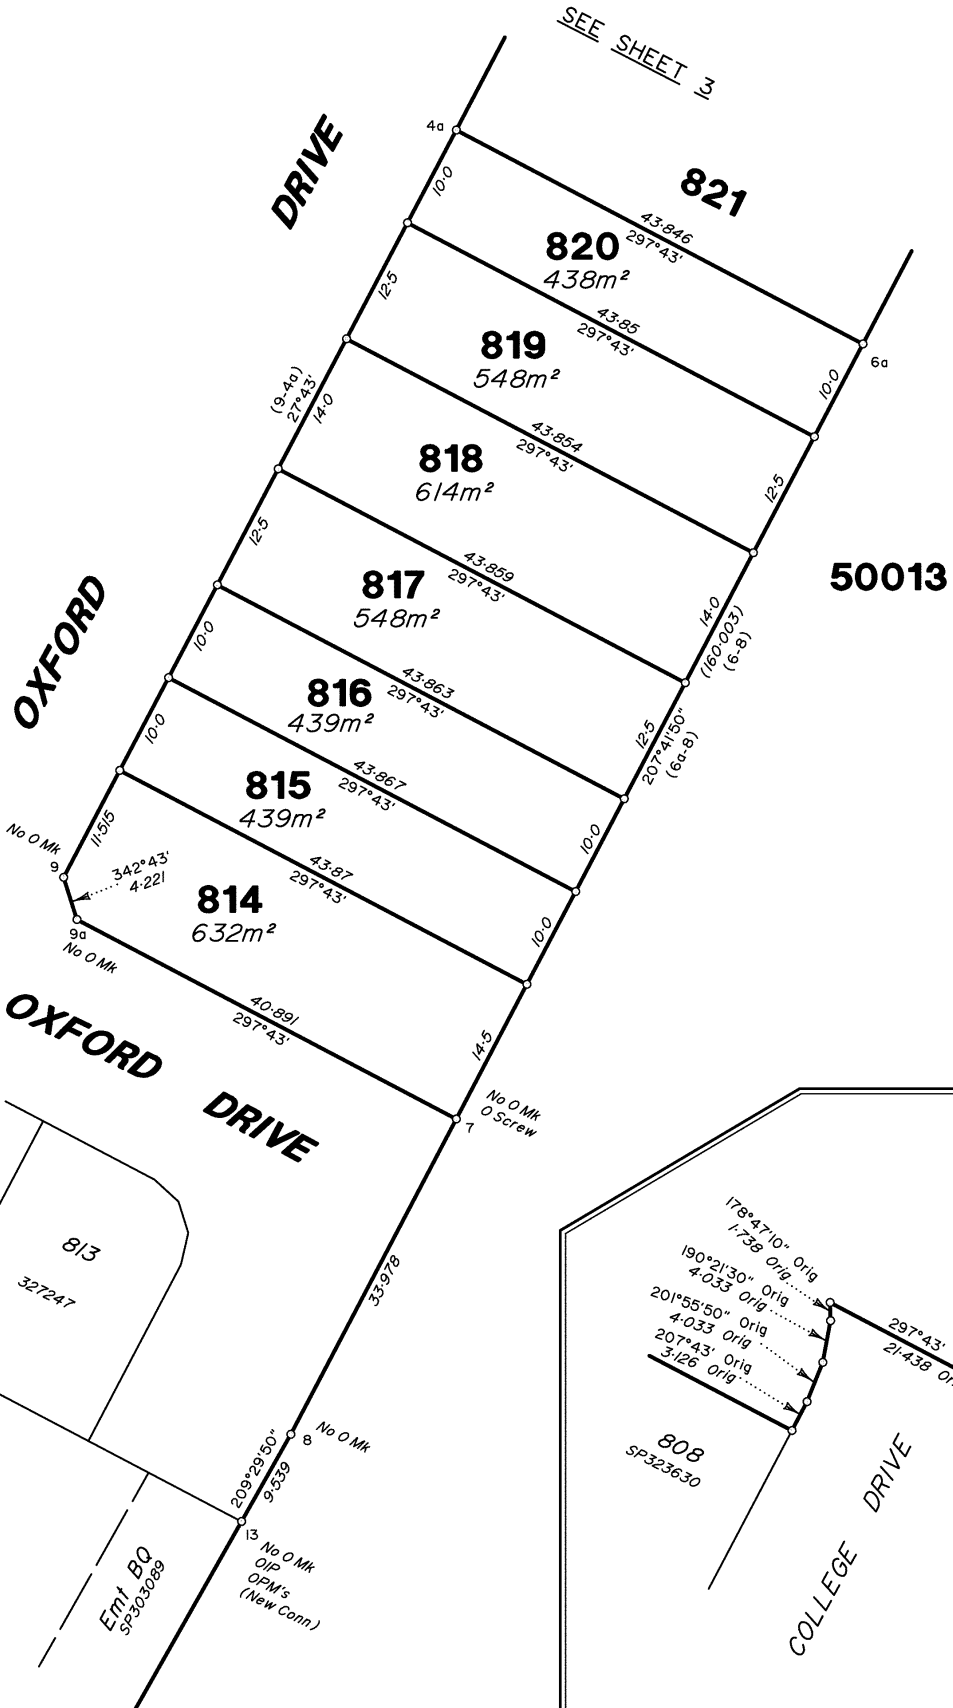 SEE SHEET 3
DRIVE
4a
821
10·0
43·846
297°43'
820
438m²
6a
12·5
43·85
297°43'
10·0
819
548m²
(9-4a)
27°43'
14·0
43·854
297°43'
12·5
818
614m²
50013
12·5
43·859
297°43'
14·0
(160·003)
(6-8)
OXFORD
817
548m²
10·0
43·863
297°43'
12·5
207°41'50"
(6a-8)
816
439m²
10·0
43·867
297°43'
10·0
815
439m²
11·515
No O Mk
9
342°43'
4·221
43·87
297°43'
10·0
814
632m²
9a
No O Mk
40·891
297°43'
14·5
OXFORD DRIVE
No O Mk
O Screw
7
813
327247
33·978
178°47'10" Orig
1·738 Orig
190°21'30" Orig
4·033 Orig
201°55'50" Orig
4·033 Orig
207°43' Orig
3·126 Orig
297°43'
21·438
808
SP323630
COLLEGE DRIVE
8
No O Mk
209°29'50"
9·539
13
No O Mk
OIP
OPM's
(New Conn)
Emt BQ
SP303089